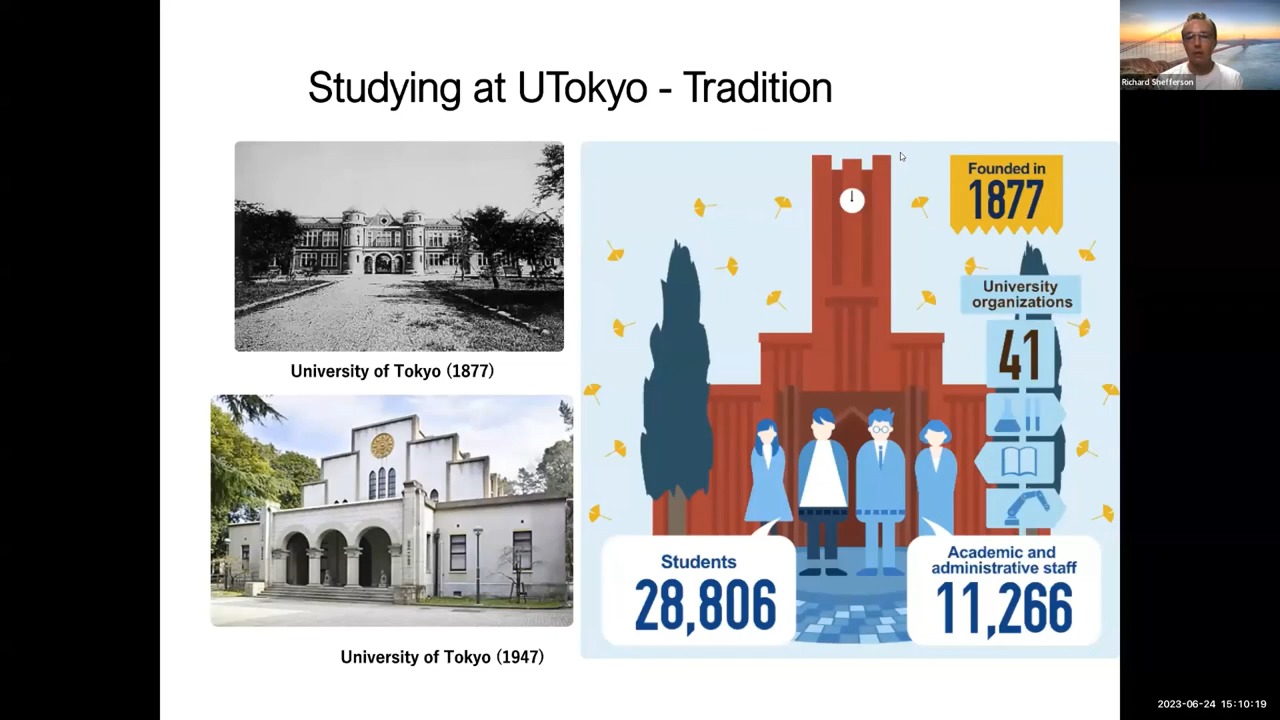 Studying at UTokyo - Tradition
University of Tokyo (1877)
University of Tokyo (1947)
Founded in
1877
University
organizations
41
Students
28,806
Academic and
administrative staff
11,266
Richard Shefferson
2023-06-24 15:10:19